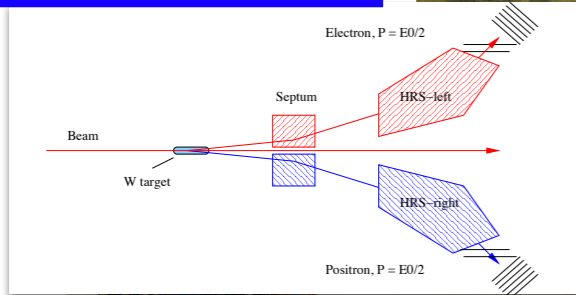 Electron, P = E0/2
HRS−left
Septum
Beam
W target
HRS−right
Positron, P = E0/2